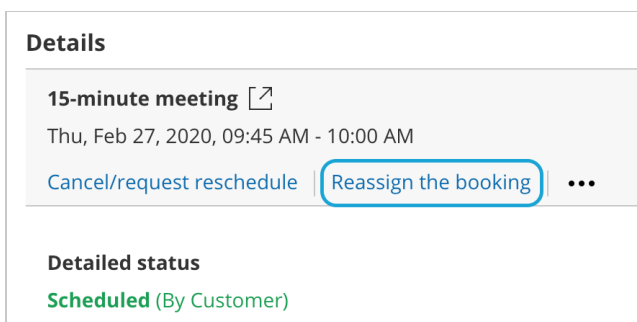 Details
15-minute meeting
Thu, Feb 27, 2020, 09:45 AM - 10:00 AM
Cancel/request reschedule | Reassign the booking | •••
Detailed status
Scheduled (By Customer)